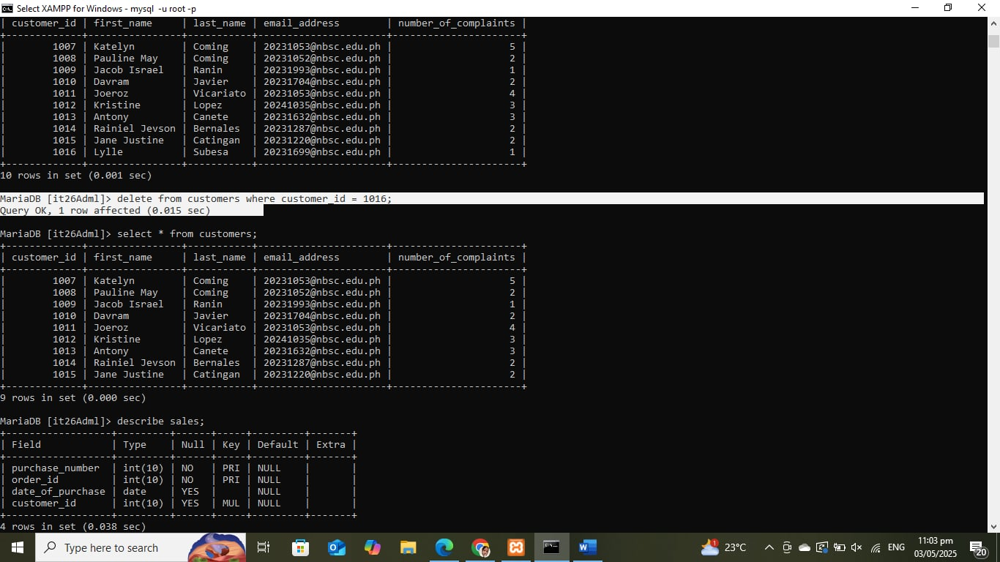 Select XAMPP for Windows - mysql  -u root -p
| customer_id | first_name     | last_name | email_address        | number_of_complaints |
+-------------+----------------+-----------+----------------------+----------------------+
|        1007 | Katelyn        | Coming    | 20231053@nbsc.edu.ph |                    5 |
|        1008 | Pauline May    | Coming    | 20231052@nbsc.edu.ph |                    2 |
|        1009 | Jacob Israel   | Ranin     | 20231993@nbsc.edu.ph |                    1 |
|        1010 | Davram         | Javier    | 20231704@nbsc.edu.ph |                    2 |
|        1011 | Joeroz         | Vicariato | 20231053@nbsc.edu.ph |                    4 |
|        1012 | Kristine       | Lopez     | 20241035@nbsc.edu.ph |                    3 |
|        1013 | Antony         | Canete    | 20231632@nbsc.edu.ph |                    3 |
|        1014 | Rainiel Jevson | Bernales  | 20231287@nbsc.edu.ph |                    2 |
|        1015 | Jane Justine   | Catingan  | 20231220@nbsc.edu.ph |                    2 |
|        1016 | Lylle          | Subesa    | 20231699@nbsc.edu.ph |                    1 |
+-------------+----------------+-----------+----------------------+----------------------+
10 rows in set (0.001 sec)
MariaDB [it26Adml]> delete from customers where customer_id = 1016;
Query OK, 1 row affected (0.015 sec)
MariaDB [it26Adml]> select * from customers;
+-------------+----------------+-----------+----------------------+----------------------+
| customer_id | first_name     | last_name | email_address        | number_of_complaints |
+-------------+----------------+-----------+----------------------+----------------------+
|        1007 | Katelyn        | Coming    | 20231053@nbsc.edu.ph |                    5 |
|        1008 | Pauline May    | Coming    | 20231052@nbsc.edu.ph |                    2 |
|        1009 | Jacob Israel   | Ranin     | 20231993@nbsc.edu.ph |                    1 |
|        1010 | Davram         | Javier    | 20231704@nbsc.edu.ph |                    2 |
|        1011 | Joeroz         | Vicariato | 20231053@nbsc.edu.ph |                    4 |
|        1012 | Kristine       | Lopez     | 20241035@nbsc.edu.ph |                    3 |
|        1013 | Antony         | Canete    | 20231632@nbsc.edu.ph |                    3 |
|        1014 | Rainiel Jevson | Bernales  | 20231287@nbsc.edu.ph |                    2 |
|        1015 | Jane Justine   | Catingan  | 20231220@nbsc.edu.ph |                    2 |
+-------------+----------------+-----------+----------------------+----------------------+
9 rows in set (0.000 sec)
MariaDB [it26Adml]> describe sales;
+------------------+---------+------+-----+---------+-------+
| Field            | Type    | Null | Key | Default | Extra |
+------------------+---------+------+-----+---------+-------+
| purchase_number  | int(10) | NO   | PRI | NULL    |       |
| order_id         | int(10) | NO   | PRI | NULL    |       |
| date_of_purchase | date    | YES  |     | NULL    |       |
| customer_id      | int(10) | YES  | MUL | NULL    |       |
+------------------+---------+------+-----+---------+-------+
4 rows in set (0.038 sec)
Type here to search
1
23°C
ENG
11:03 pm
03/05/2025
20